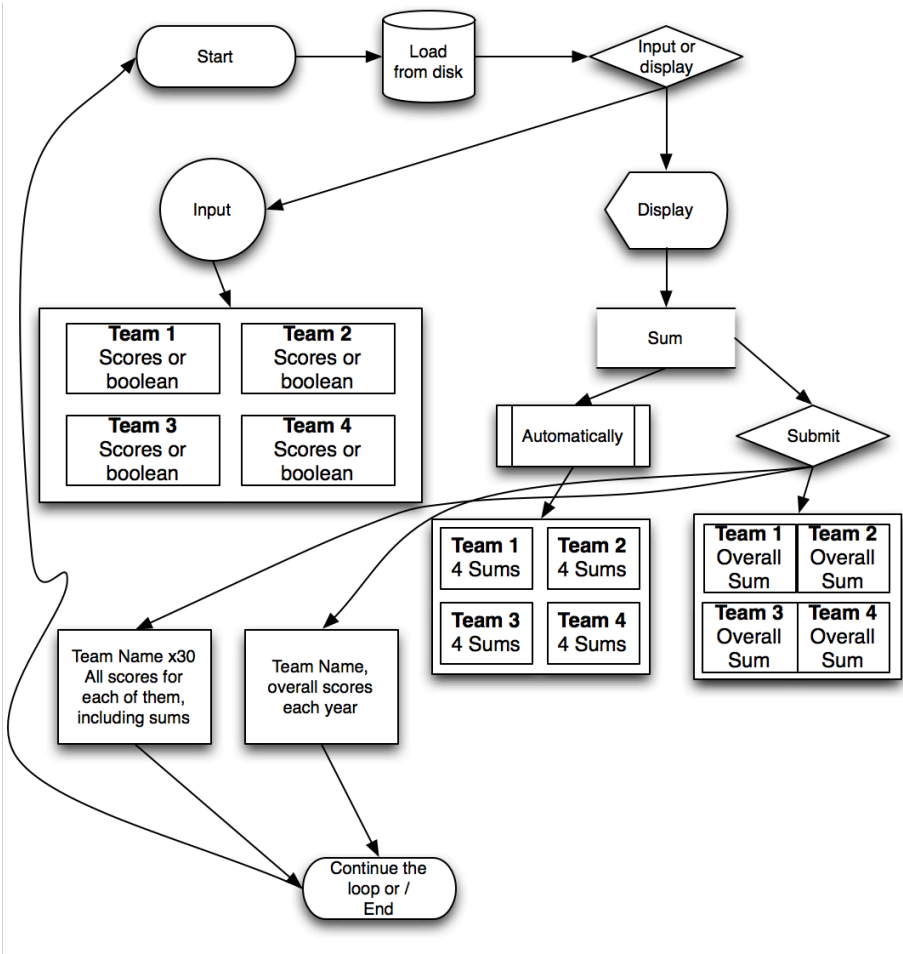 Start
Load
from disk
Input or
display
Input
Display
Team 1
Scores or
boolean
Team 2
Scores or
boolean
Team 3
Scores or
boolean
Team 4
Scores or
boolean
Sum
Automatically
Submit
Team 1
4 Sums
Team 2
4 Sums
Team 3
4 Sums
Team 4
4 Sums
Team 1
Overall
Sum
Team 2
Overall
Sum
Team 3
Overall
Sum
Team 4
Overall
Sum
Team Name x30
All scores for
each of them,
including sums
Team Name,
overall scores
each year
Continue the
loop or /
End